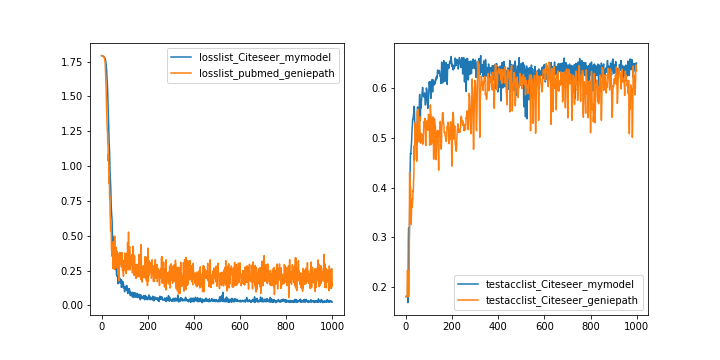 losslist_Citeseer_mymodel
losslist_pubmed_geniepath
1.75
1.50
1.25
1.00
0.75
0.50
0.25
0.00
0 200 400 600 800 1000
0.6
0.5
0.4
0.3
0.2
testacclist_Citeseer_mymodel
testacclist_Citeseer_geniepath
0 200 400 600 800 1000